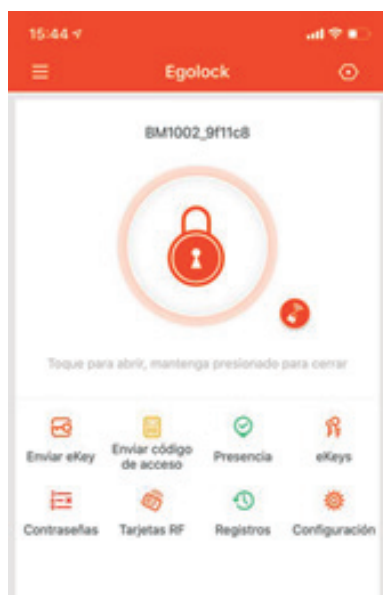 15:44
Egolock
BM1002_9f11c8
Toque para abrir, mantenga presionado para cerrar
Enviar eKey
Enviar código
de acceso
Presencia
eKeys
Contraseñas
Tarjetas RF
Registros
Configuración